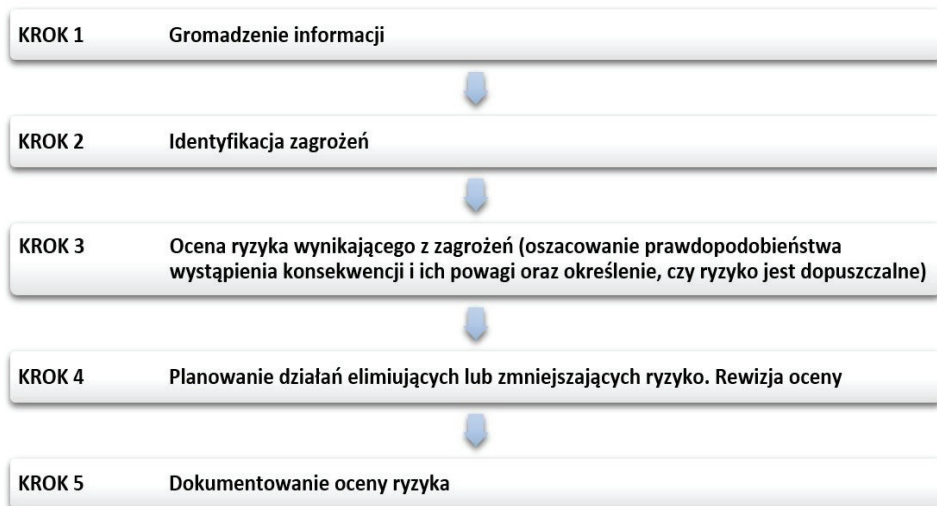 KROK 1 Gromadzenie informacji
KROK 2 Identyfikacja zagrożeń
KROK 3 Ocena ryzyka wynikającego z zagrożeń (oszacowanie prawdopodobieństwa
wystąpienia konsekwencji i ich powagi oraz określenie, czy ryzyko jest dopuszczalne)
KROK 4 Planowanie działań elimiujących lub zmniejszających ryzyko. Rewizja oceny
KROK 5 Dokumentowanie oceny ryzyka